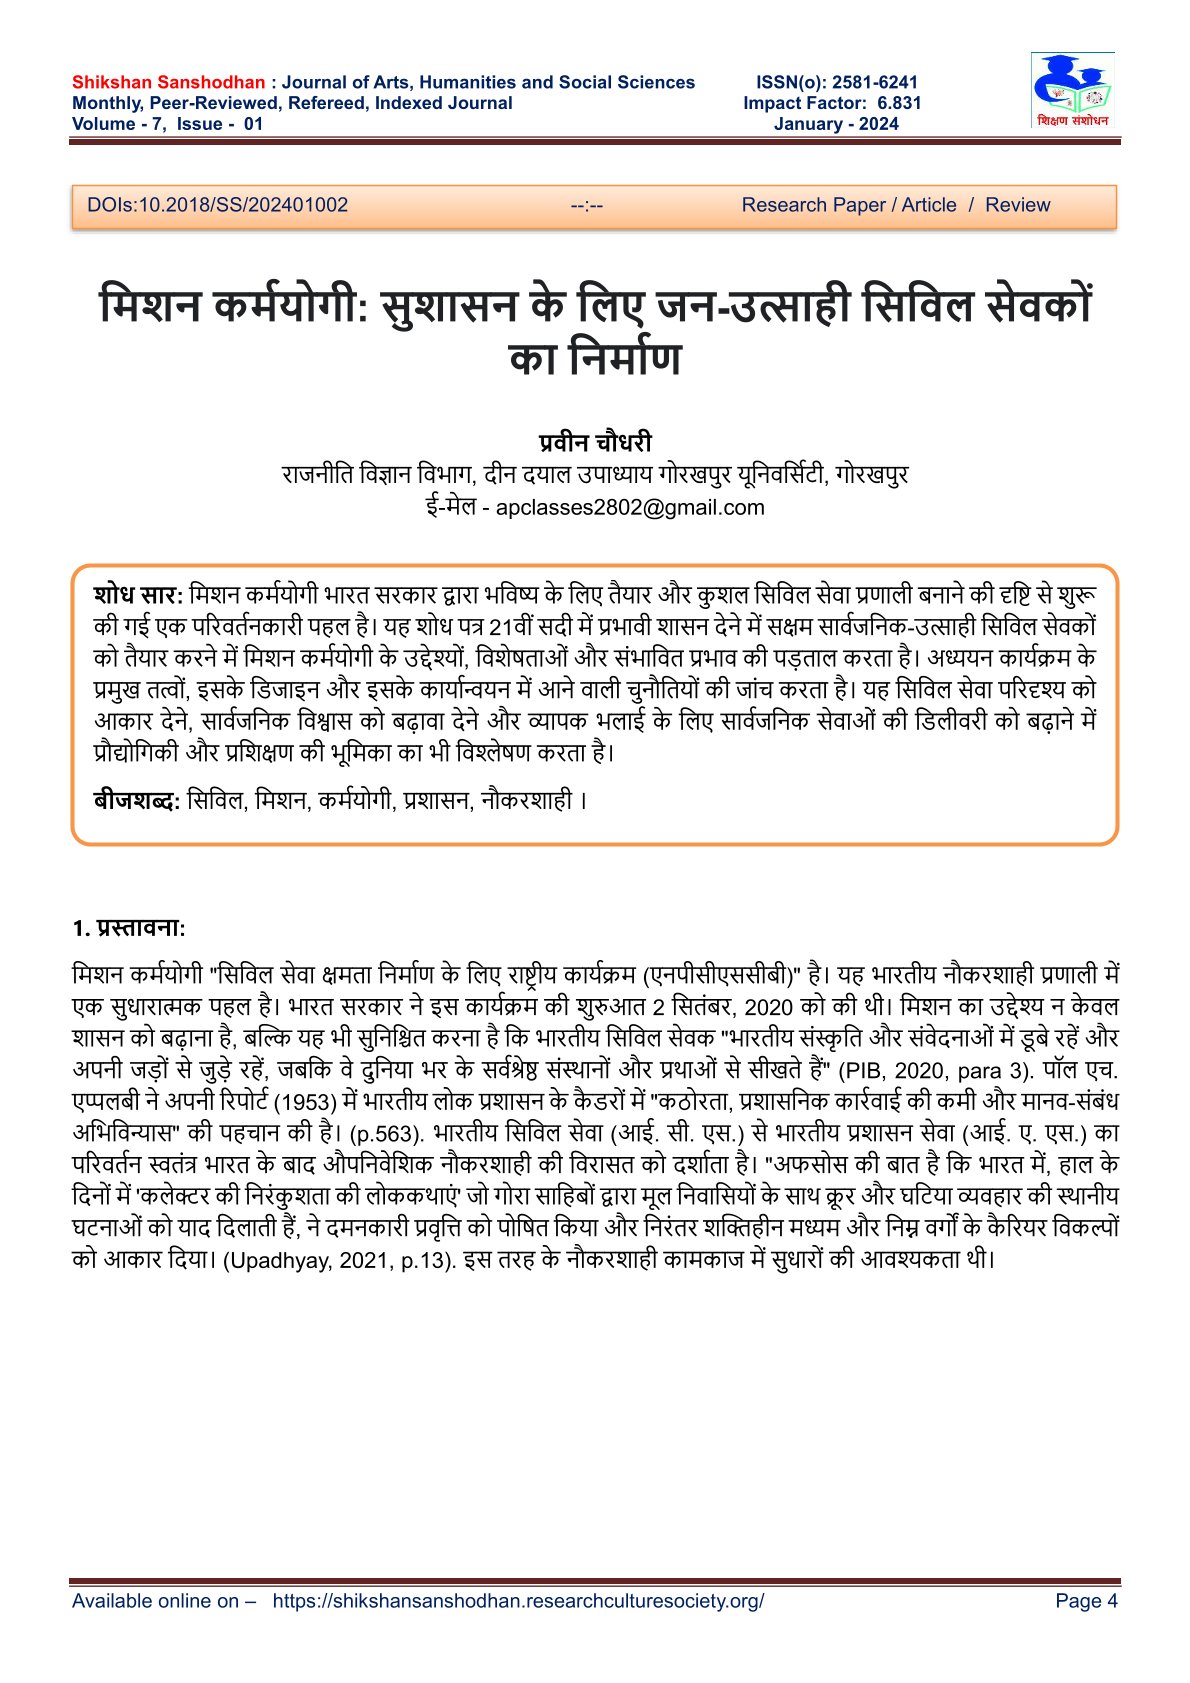 Shikshan Sanshodhan : Journal of Arts, Humanities and Social Sciences ISSN(o): 2581-6241
Monthly, Peer-Reviewed, Refereed, Indexed Journal Impact Factor: 6.831
Volume - 7, Issue - 01 January - 2024
शिक्षण संशोधन
DOIs:10.2018/SS/202401002 --:-- Research Paper / Article / Review
मिशन कर्मयोगी: सुशासन के लिए जन-उत्साही सिविल सेवकों
का निर्माण
प्रवीन चौधरी
राजनीति विज्ञान विभाग, दीन दयाल उपाध्याय गोरखपुर यूनिवर्सिटी, गोरखपुर
ई-मेल - apclasses2802@gmail.com
शोध सार: मिशन कर्मयोगी भारत सरकार द्वारा भविष्य के लिए तैयार और कुशल सिविल सेवा प्रणाली बनाने की दृष्टि से शुरू
की गई एक परिवर्तनकारी पहल है। यह शोध पत्र 21वीं सदी में प्रभावी शासन देने में सक्षम सार्वजनिक-उत्साही सिविल सेवकों
को तैयार करने में मिशन कर्मयोगी के उद्देश्यों, विशेषताओं और संभावित प्रभाव की पड़ताल करता है। अध्ययन कार्यक्रम के
प्रमुख तत्वों, इसके डिजाइन और इसके कार्यान्वयन में आने वाली चुनौतियों की जांच करता है। यह सिविल सेवा परिदृश्य को
आकार देने, सार्वजनिक विश्वास को बढ़ावा देने और व्यापक भलाई के लिए सार्वजनिक सेवाओं की डिलीवरी को बढ़ाने में
प्रौद्योगिकी और प्रशिक्षण की भूमिका का भी विश्लेषण करता है।
बीजशब्द: सिविल, मिशन, कर्मयोगी, प्रशासन, नौकरशाही ।
1. प्रस्तावना:
मिशन कर्मयोगी "सिविल सेवा क्षमता निर्माण के लिए राष्ट्रीय कार्यक्रम (एनपीसीएससीबी)" है। यह भारतीय नौकरशाही प्रणाली में
एक सुधारात्मक पहल है। भारत सरकार ने इस कार्यक्रम की शुरुआत 2 सितंबर, 2020 को की थी। मिशन का उद्देश्य न केवल
शासन को बढ़ाना है, बल्कि यह भी सुनिश्चित करना है कि भारतीय सिविल सेवक "भारतीय संस्कृति और संवेदनाओं में डूबे रहें और
अपनी जड़ों से जुड़े रहें, जबकि वे दुनिया भर के सर्वश्रेष्ठ संस्थानों और प्रथाओं से सीखते हैं" (PIB, 2020, para 3). पॉल एच.
एप्पलबी ने अपनी रिपोर्ट (1953) में भारतीय लोक प्रशासन के कैडरों में "कठोरता, प्रशासनिक कार्रवाई की कमी और मानव-संबंध
अभिविन्यास" की पहचान की है। (p.563). भारतीय सिविल सेवा (आई. सी. एस.) से भारतीय प्रशासन सेवा (आई. ए. एस.) का
परिवर्तन स्वतंत्र भारत के बाद औपनिवेशिक नौकरशाही की विरासत को दर्शाता है। "अफसोस की बात है कि भारत में, हाल के
दिनों में 'कलेक्टर की निरंकुशता की लोककथाएं' जो गोरा साहिबों द्वारा मूल निवासियों के साथ क्रूर और घटिया व्यवहार की स्थानीय
घटनाओं को याद दिलाती हैं, ने दमनकारी प्रवृत्ति को पोषित किया और निरंतर शक्तिहीन मध्यम और निम्न वर्गों के कैरियर विकल्पों
को आकार दिया। (Upadhyay, 2021, p.13). इस तरह के नौकरशाही कामकाज में सुधारों की आवश्यकता थी।
Available online on – https://shikshansanshodhan.researchculturesociety.org/ Page 4